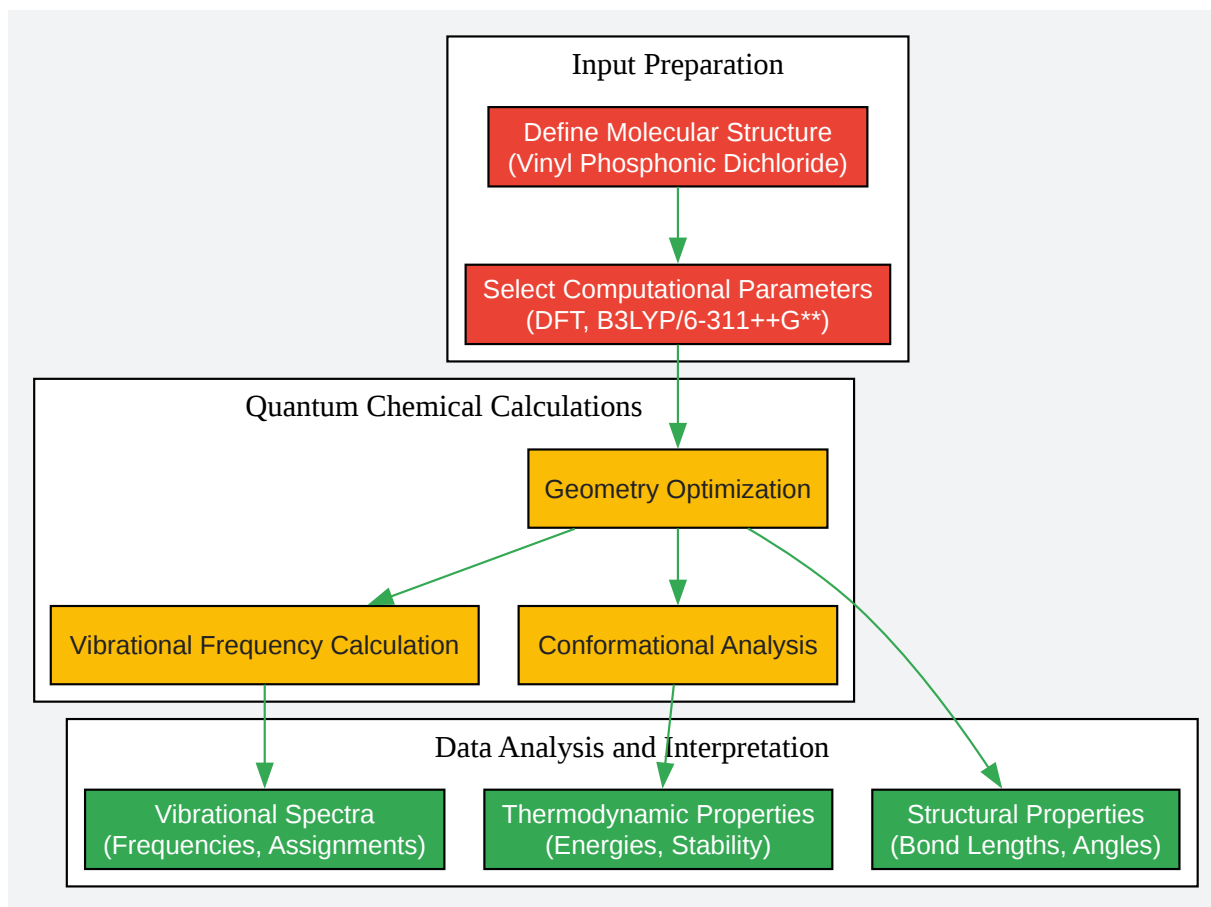 Input Preparation
Define Molecular Structure
(Vinyl Phosphonic Dichloride)
Select Computational Parameters
(DFT, B3LYP/6-311++G**)
Quantum Chemical Calculations
Geometry Optimization
Vibrational Frequency Calculation
Conformational Analysis
Data Analysis and Interpretation
Vibrational Spectra
(Frequencies, Assignments)
Thermodynamic Properties
(Energies, Stability)
Structural Properties
(Bond Lengths, Angles)